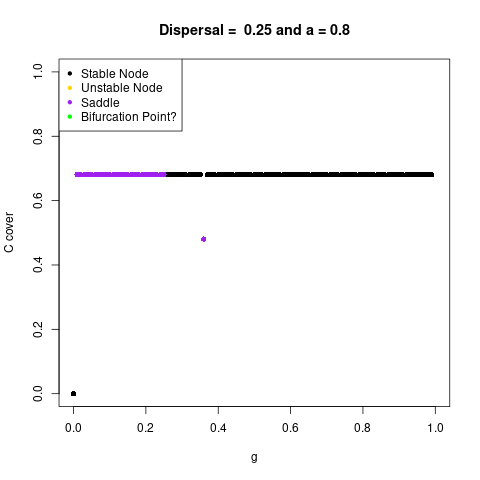 Dispersal =  0.25 and a = 0.8
Stable Node
Unstable Node
Saddle
Bifurcation Point?
1.0
0.8
0.6
0.4
0.2
0.0
C cover
0.0 0.2 0.4 0.6 0.8 1.0
g